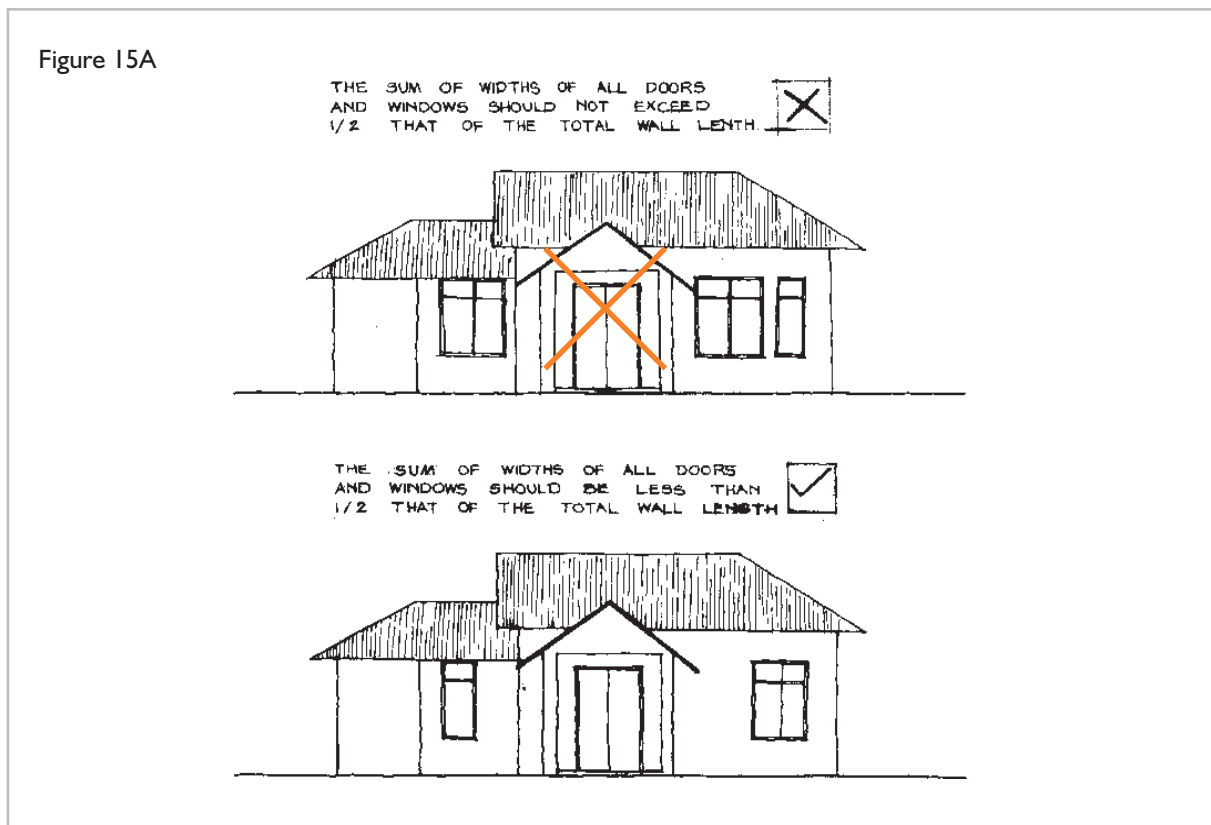 Figure 15A
THE SUM OF WIDTHS OF ALL DOORS
AND WINDOWS SHOULD NOT EXCEED
1/2 THAT OF THE TOTAL WALL LENTH
THE SUM OF WIDTHS OF ALL DOORS
AND WINDOWS SHOULD BE LESS THAN
1/2 THAT OF THE TOTAL WALL LENGTH